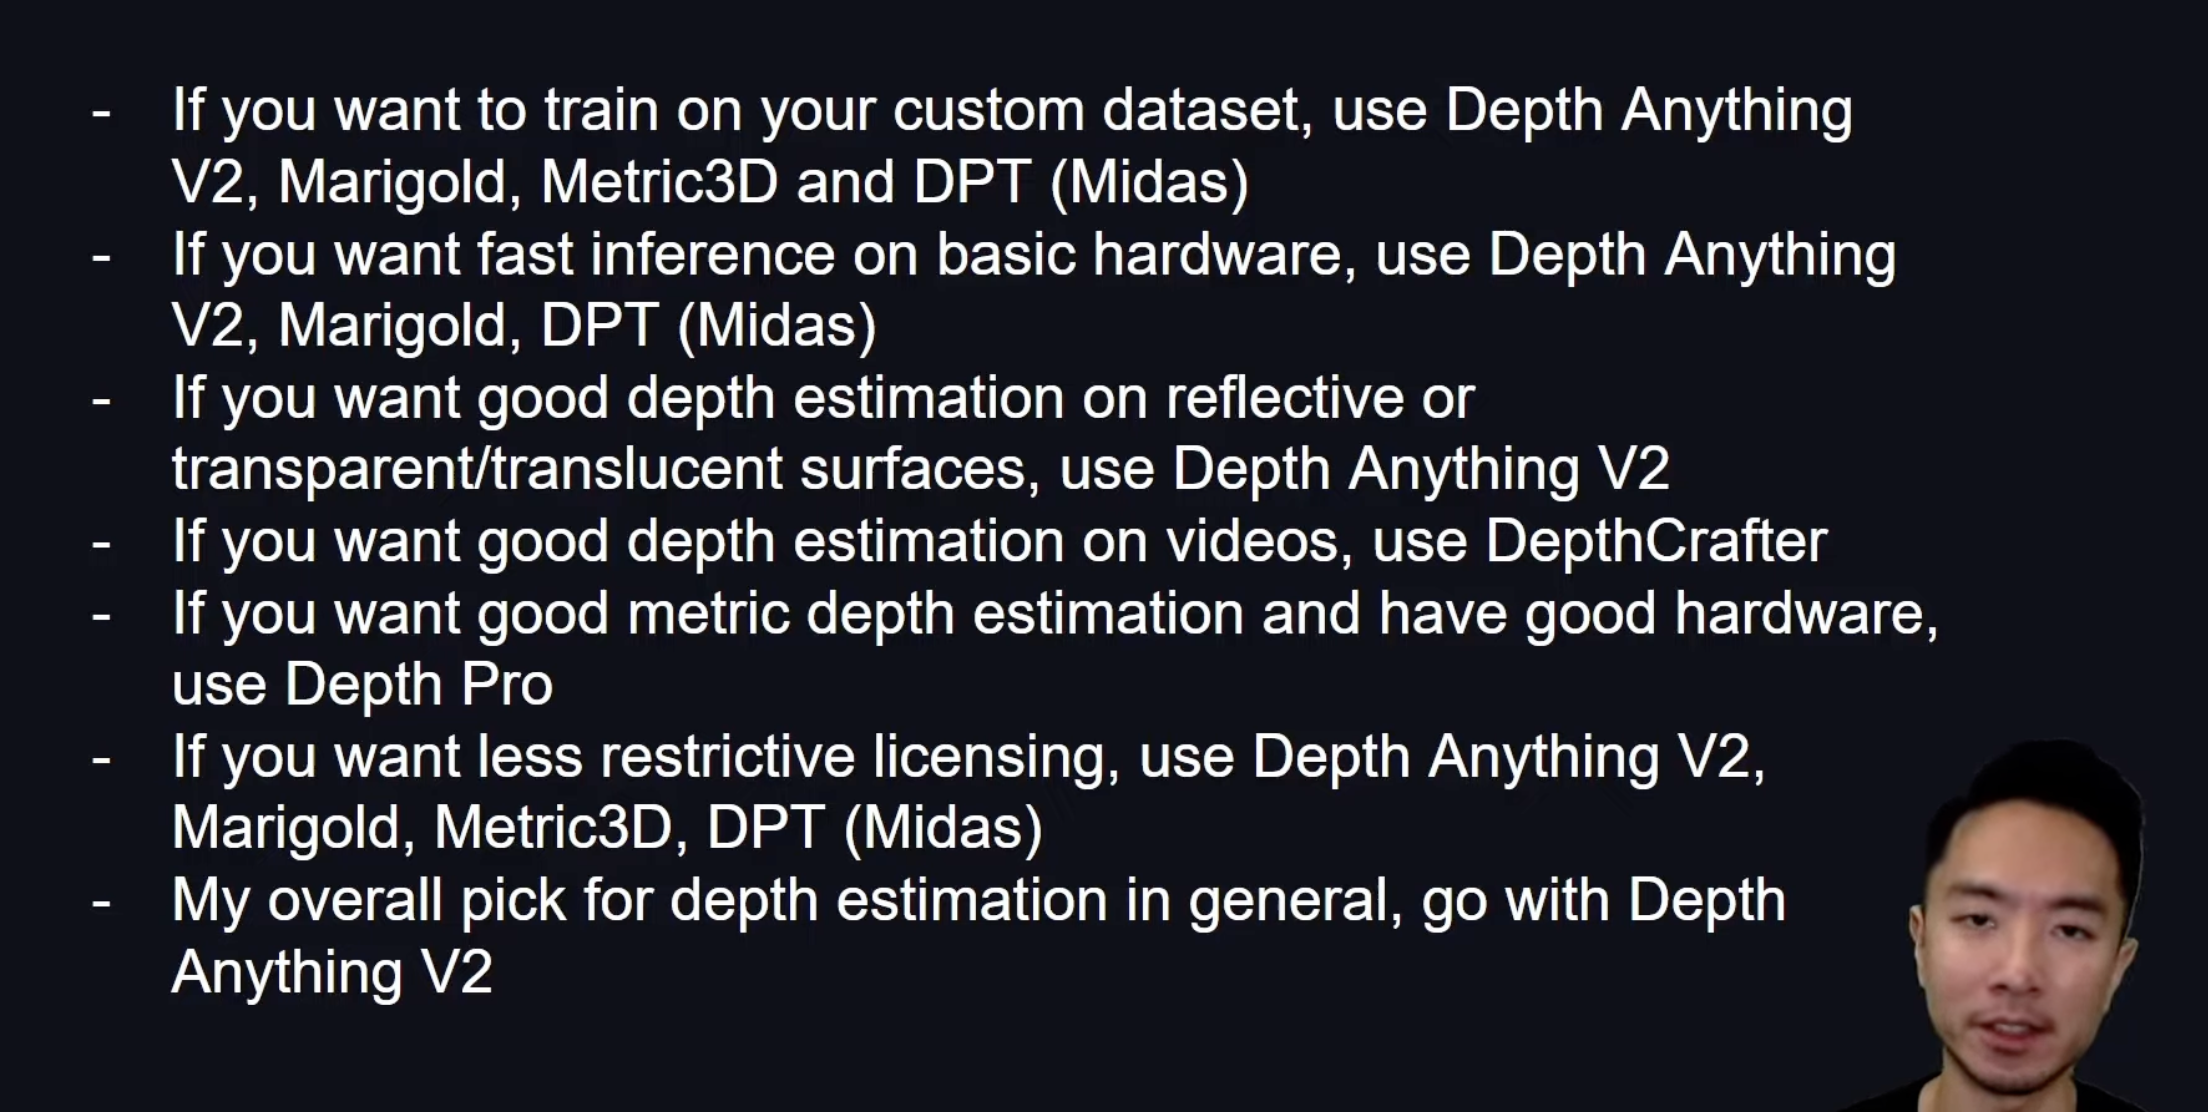 - If you want to train on your custom dataset, use Depth Anything
V2, Marigold, Metric3D and DPT (Midas)
- If you want fast inference on basic hardware, use Depth Anything
V2, Marigold, DPT (Midas)
- If you want good depth estimation on reflective or
transparent/translucent surfaces, use Depth Anything V2
- If you want good depth estimation on videos, use DepthCrafter
- If you want good metric depth estimation and have good hardware,
use Depth Pro
- If you want less restrictive licensing, use Depth Anything V2,
Marigold, Metric3D, DPT (Midas)
- My overall pick for depth estimation in general, go with Depth
Anything V2